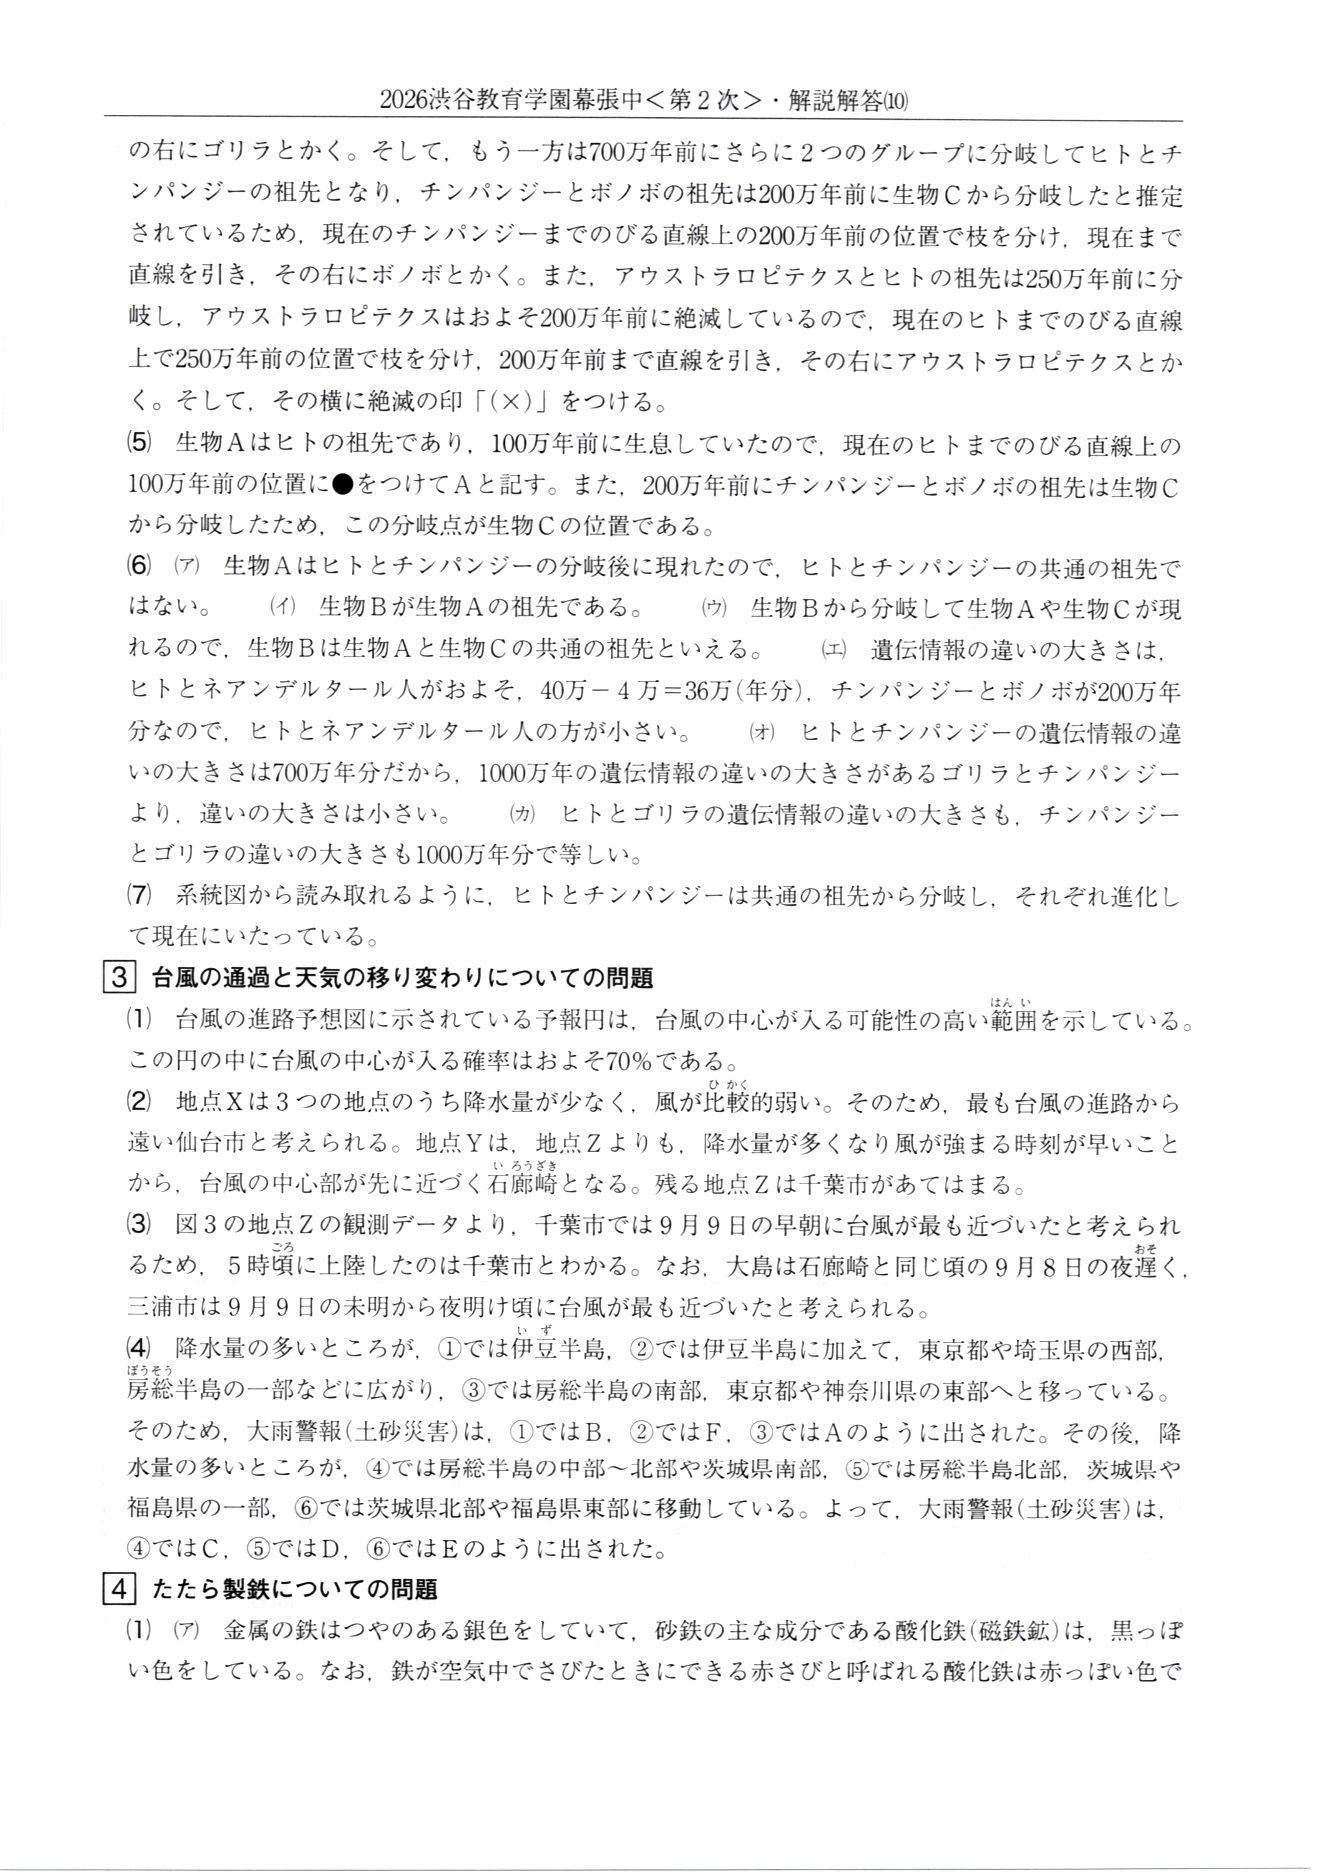 2026渋谷教育学園幕張中＜第２次＞・解説解答⑽
の右にゴリラとかく。そして，もう一方は700万年前にさらに２つのグループに分岐してヒトとチ
ンパンジーの祖先となり，チンパンジーとボノボの祖先は200万年前に生物Ｃから分岐したと推定
されているため，現在のチンパンジーまでのびる直線上の200万年前の位置で枝を分け，現在まで
直線を引き，その右にボノボとかく。また，アウストラロピテクスとヒトの祖先は250万年前に分
岐し，アウストラロピテクスはおよそ200万年前に絶滅しているので，現在のヒトまでのびる直線
上で250万年前の位置で枝を分け，200万年前まで直線を引き，その右にアウストラロピテクスとか
く。そして，その横に絶滅の印「(×)」をつける。
⑸　生物Ａはヒトの祖先であり，100万年前に生息していたので，現在のヒトまでのびる直線上の
100万年前の位置に●をつけてＡと記す。また，200万年前にチンパンジーとボノボの祖先は生物Ｃ
から分岐したため，この分岐点が生物Ｃの位置である。
⑹　(ア)　生物Ａはヒトとチンパンジーの分岐後に現れたので，ヒトとチンパンジーの共通の祖先で
はない。　(イ)　生物Ｂが生物Ａの祖先である。　(ウ)　生物Ｂから分岐して生物Ａや生物Ｃが現
れるので，生物Ｂは生物Ａと生物Ｃの共通の祖先といえる。　(エ)　遺伝情報の違いの大きさは，
ヒトとネアンデルタール人がおよそ，40万－４万＝36万(年分)，チンパンジーとボノボが200万年
分なので，ヒトとネアンデルタール人の方が小さい。　(オ)　ヒトとチンパンジーの遺伝情報の違
いの大きさは700万年分だから，1000万年の遺伝情報の違いの大きさがあるゴリラとチンパンジー
より，違いの大きさは小さい。　(カ)　ヒトとゴリラの遺伝情報の違いの大きさも，チンパンジー
とゴリラの違いの大きさも1000万年分で等しい。
⑺　系統図から読み取れるように，ヒトとチンパンジーは共通の祖先から分岐し，それぞれ進化し
て現在にいたっている。
3　台風の通過と天気の移り変わりについての問題
はんい
⑴　台風の進路予想図に示されている予報円は，台風の中心が入る可能性の高い範囲を示している。
この円の中に台風の中心が入る確率はおよそ70％である。
ひかく
⑵　地点Ｘは３つの地点のうち降水量が少なく，風が比較的弱い。そのため，最も台風の進路から
遠い仙台市と考えられる。地点Ｙは，地点Ｚよりも，降水量が多くなり風が強まる時刻が早いこと
いろうざき
から，台風の中心部が先に近づく石廊崎となる。残る地点Ｚは千葉市があてはまる。
⑶　図３の地点Ｚの観測データより，千葉市では９月９日の早朝に台風が最も近づいたと考えられ
ごろ　おそ
るため，５時頃に上陸したのは千葉市とわかる。なお，大島は石廊崎と同じ頃の９月８日の夜遅く，
三浦市は９月９日の未明から夜明け頃に台風が最も近づいたと考えられる。
いず
⑷　降水量の多いところが，①では伊豆半島，②では伊豆半島に加えて，東京都や埼玉県の西部，
ぼうそう
房総半島の一部などに広がり，③では房総半島の南部，東京都や神奈川県の東部へと移っている。
そのため，大雨警報(土砂災害)は，①ではＢ，②ではＦ，③ではＡのように出された。その後，降
水量の多いところが，④では房総半島の中部～北部や茨城県南部，⑤では房総半島北部，茨城県や
福島県の一部，⑥では茨城県北部や福島県東部に移動している。よって，大雨警報(土砂災害)は，
④ではＣ，⑤ではＤ，⑥ではＥのように出された。
4　たたら製鉄についての問題
⑴　(ア)　金属の鉄はつやのある銀色をしていて，砂鉄の主な成分である酸化鉄(磁鉄鉱)は，黒っぽ
い色をしている。なお，鉄が空気中でさびたときにできる赤さびと呼ばれる酸化鉄は赤っぽい色で